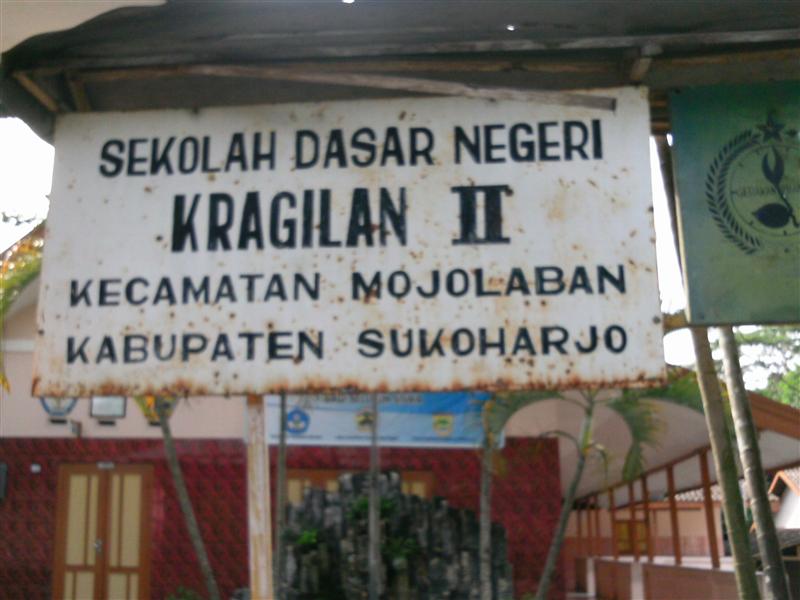 SEKOLAH DASAR NEGERI
KRAGILAN II
KECAMATAN MOJOLABAN
KABUPATEN SUKOHARJO